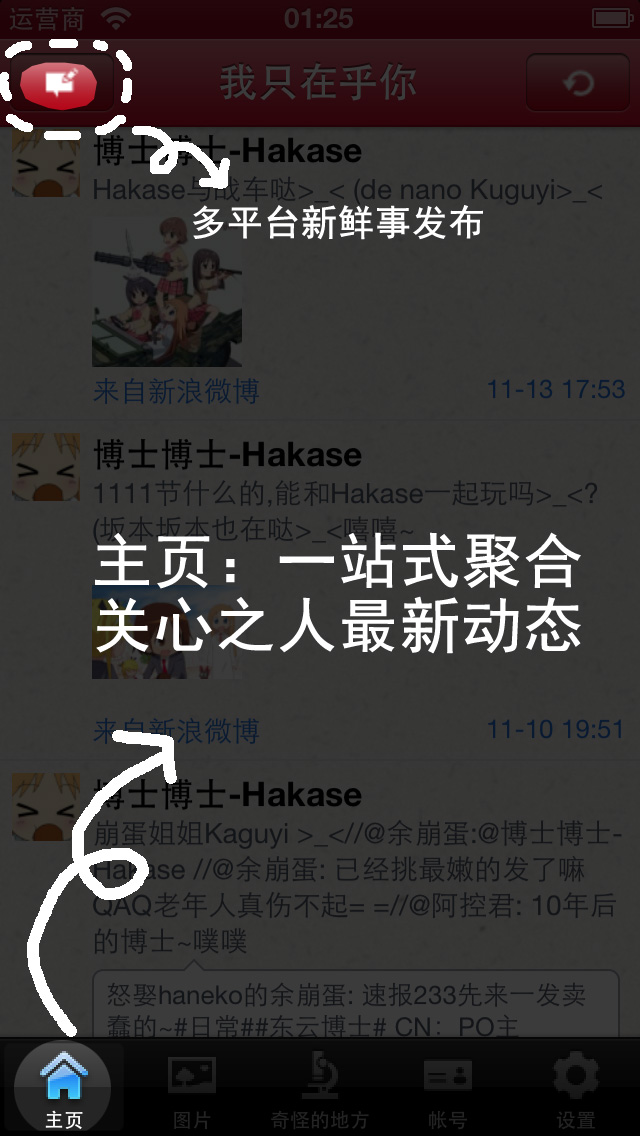 运营商 01:25
我只在乎你
博士博士-Hakase
Hakase与战车哒>_< (de nano Kuguyi>_<
多平台新鲜事发布
来自新浪微博 11-13 17:53
博士博士-Hakase
1111节什么的,能和Hakase一起玩吗>_<?
(坂本坂本也在哒>_<嘻嘻~
主页：一站式聚合
关心之人最新动态
来自新浪微博 11-10 19:51
博士博士-Hakase
崩蛋姐姐Kaguyi >_<//@余崩蛋:@博士博士-
Hakase //@余崩蛋: 已经挑最嫩的发了嘛
QAQ老年人真伤不起= =//@阿控君: 10年后
的博士~噗噗
怒娶haneko的余崩蛋: 速报233先来一发卖
蠢的~#日常##东云博士# CN：PO主
主页 图片 奇怪的地方 帐号 设置